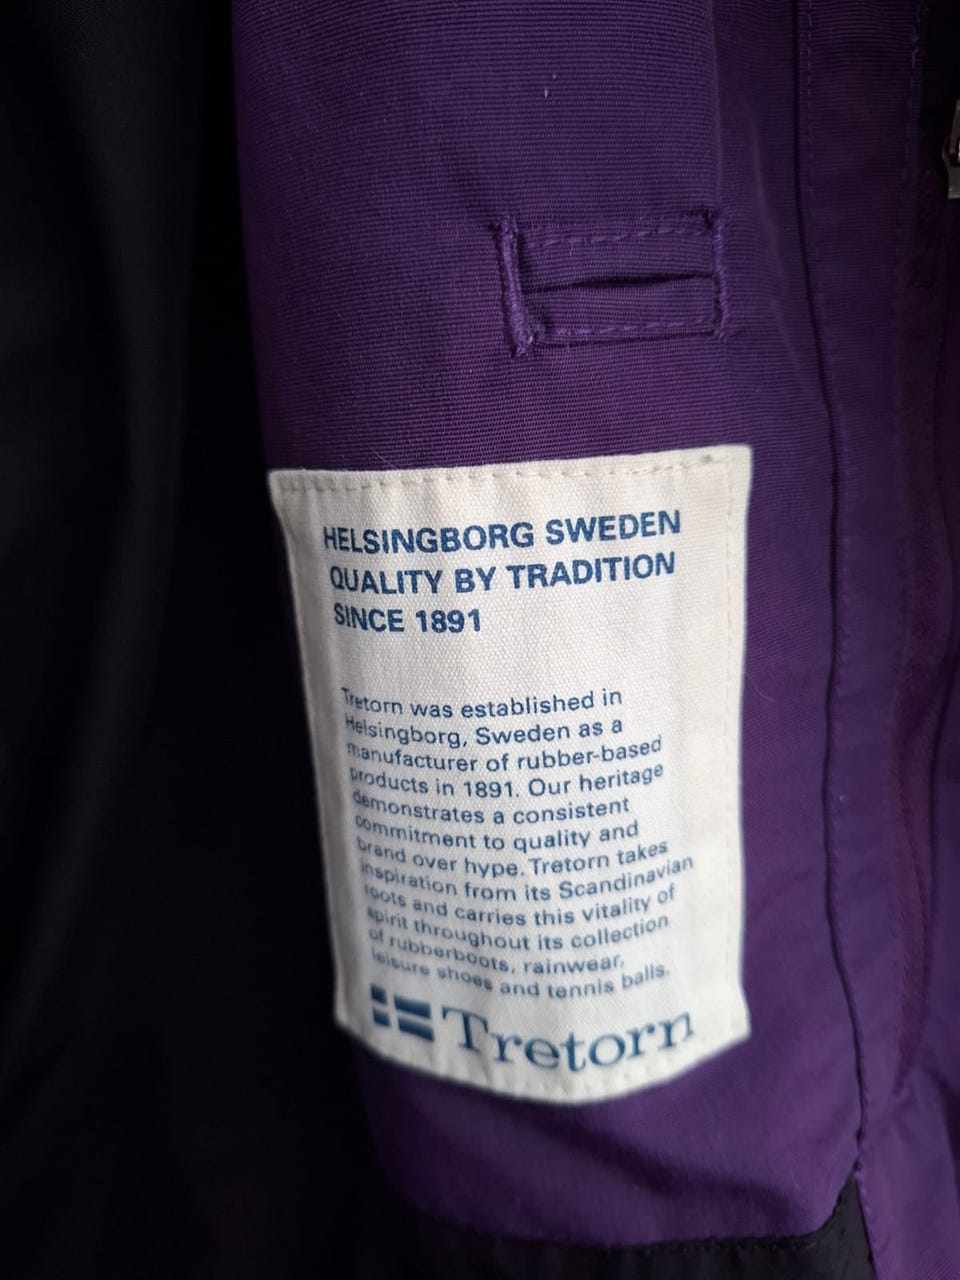 HELSINGBORG SWEDEN
QUALITY BY TRADITION
SINCE 1891
Tretorn was established in
Helsingborg, Sweden as a
manufacturer of rubber-based
products in 1891. Our heritage
demonstrates a consistent
commitment to quality and
brand over hype. Tretorn takes
inspiration from its Scandinavian
roots and carries this vitality of
spirit throughout its collection
of rubberboots, rainwear,
leisure shoes and tennis balls.
Tretorn